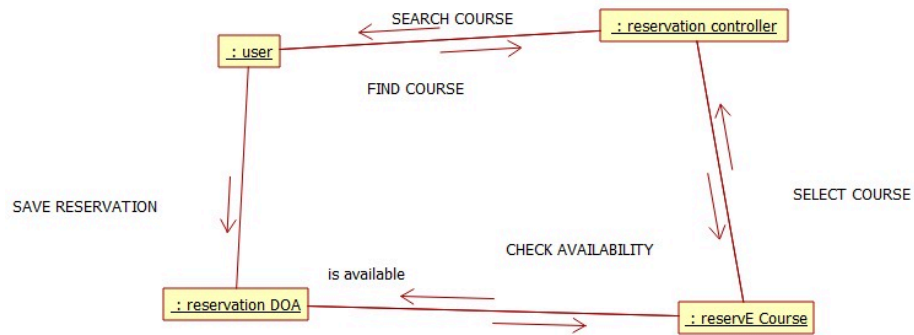 SEARCH COURSE
: reservation controller
: user
FIND COURSE
SAVE RESERVATION
SELECT COURSE
CHECK AVAILABILITY
is available
: reservation DOA
: reservE Course